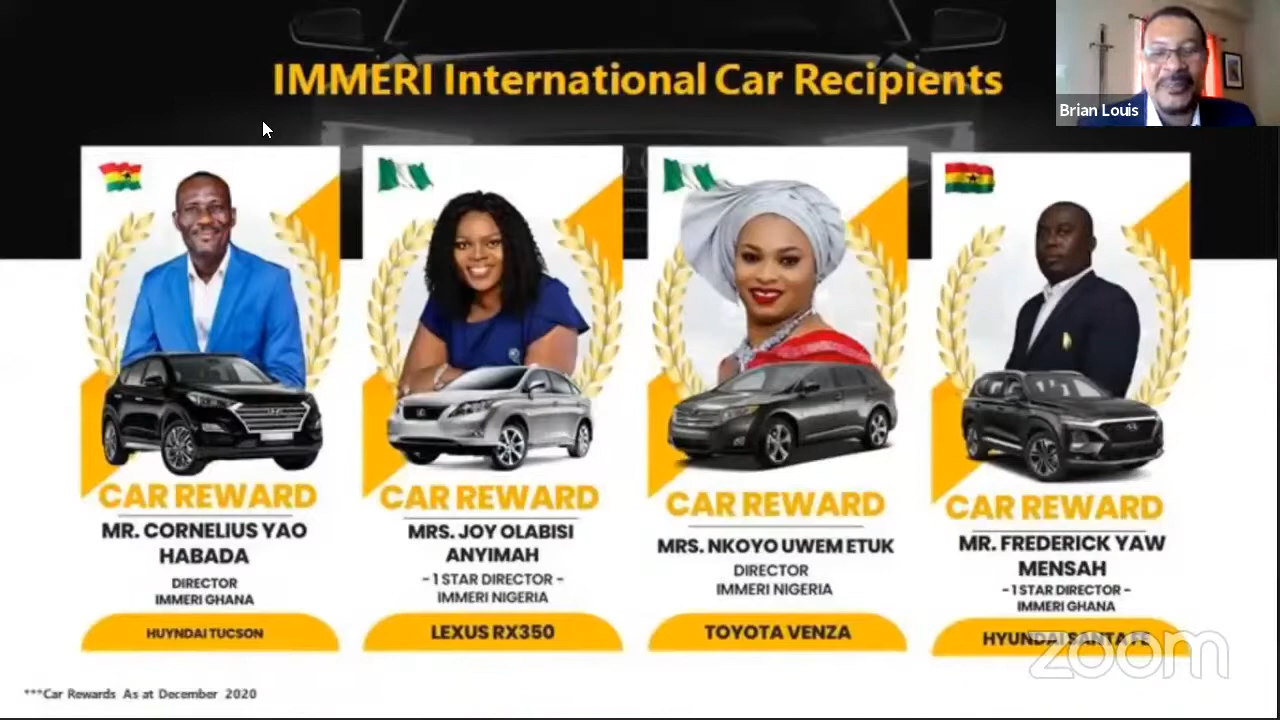 IMMERI International Car Recipients
Brian Louis
CAR REWARD
MR. CORNELIUS YAO
HABADA
DIRECTOR
IMMERI GHANA
HUYNDAI TUCSON
CAR REWARD
MRS. JOY OLABISI
ANYIMAH
- 1 STAR DIRECTOR -
IMMERI NIGERIA
LEXUS RX350
CAR REWARD
MRS. NKOYO UWEM ETUK
DIRECTOR
IMMERI NIGERIA
TOYOTA VENZA
CAR REWARD
MR. FREDERICK YAW
MENSAH
- 1 STAR DIRECTOR -
IMMERI GHANA
HYUNDAI SANTA FE
zoom
***Car Rewards As at December 2020